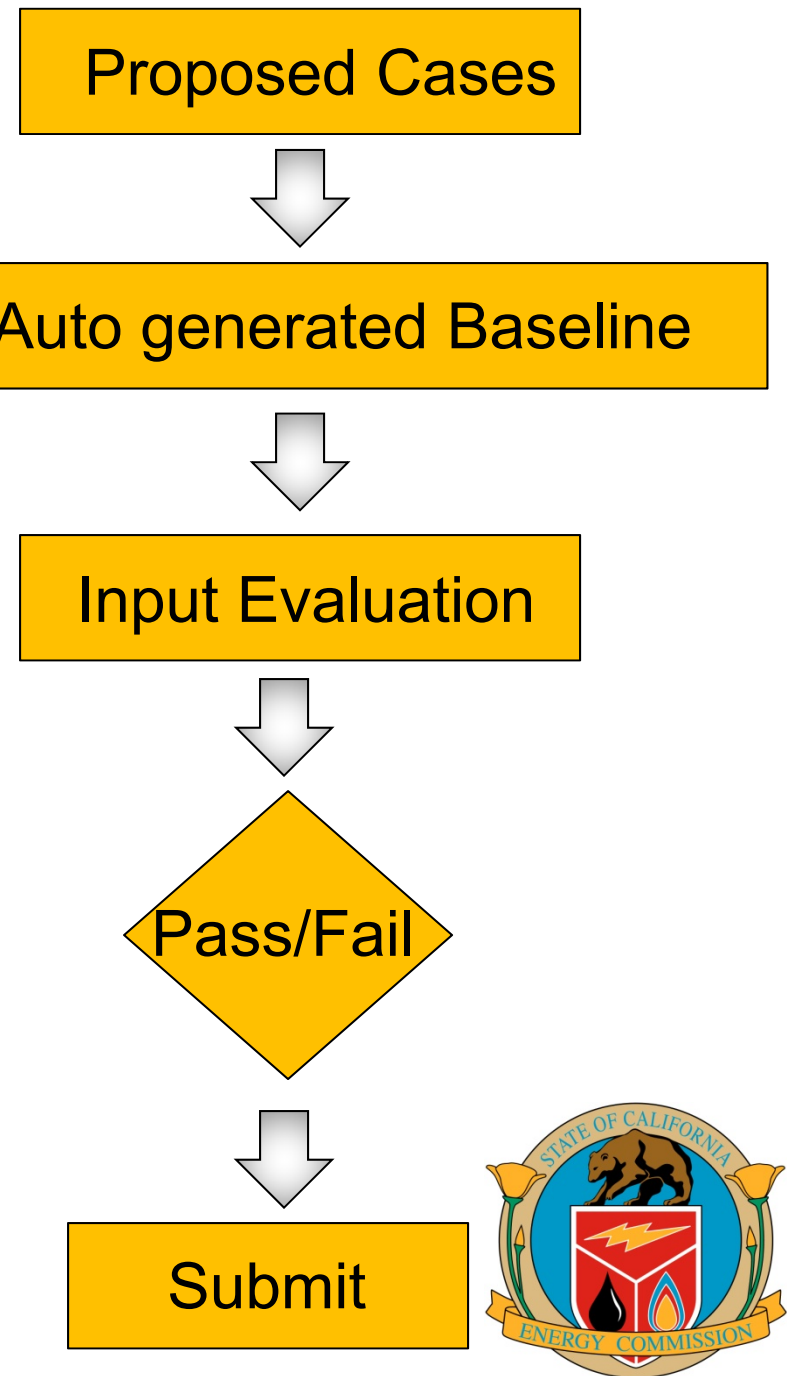 Proposed Cases
Auto generated Baseline
Input Evaluation
Pass/Fail
Submit
STATE OF CALIFORNIA
ENERGY COMMISSION